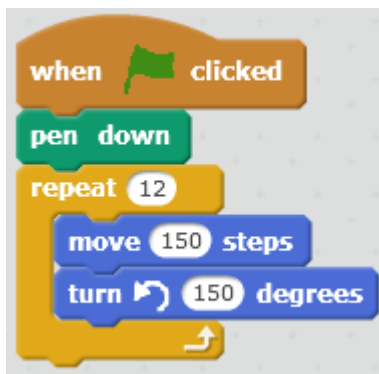 when clicked
pen down
repeat 12
move 150 steps
turn 150 degrees